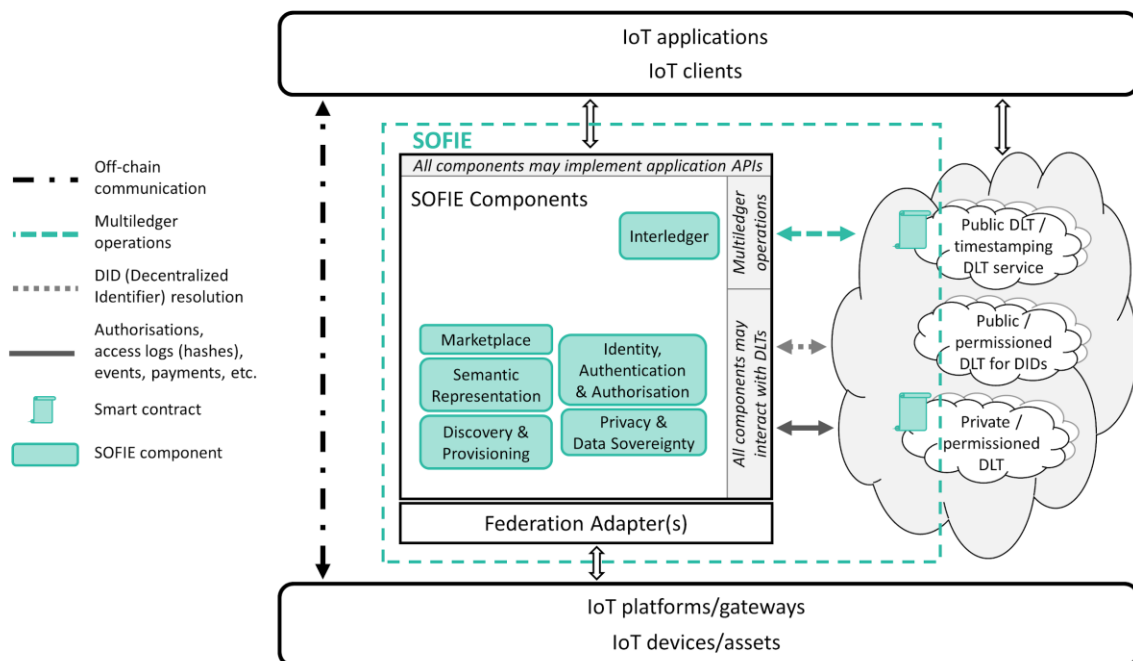 IoT applications
IoT clients
SOFIE
All components may implement application APIs
SOFIE Components
Interledger
Multiledger
operations
All components may
interact with DLTs
Marketplace
Semantic
Representation
Discovery &
Provisioning
Identity,
Authentication
& Authorisation
Privacy &
Data Sovereignty
Federation Adapter(s)
Public DLT /
timestamping
DLT service
Public /
permissioned
DLT for DIDs
Private /
permissioned
DLT
Off-chain
communication
Multiledger
operations
DID (Decentralized
Identifier) resolution
Authorisations,
access logs (hashes),
events, payments, etc.
Smart contract
SOFIE component
IoT platforms/gateways
IoT devices/assets